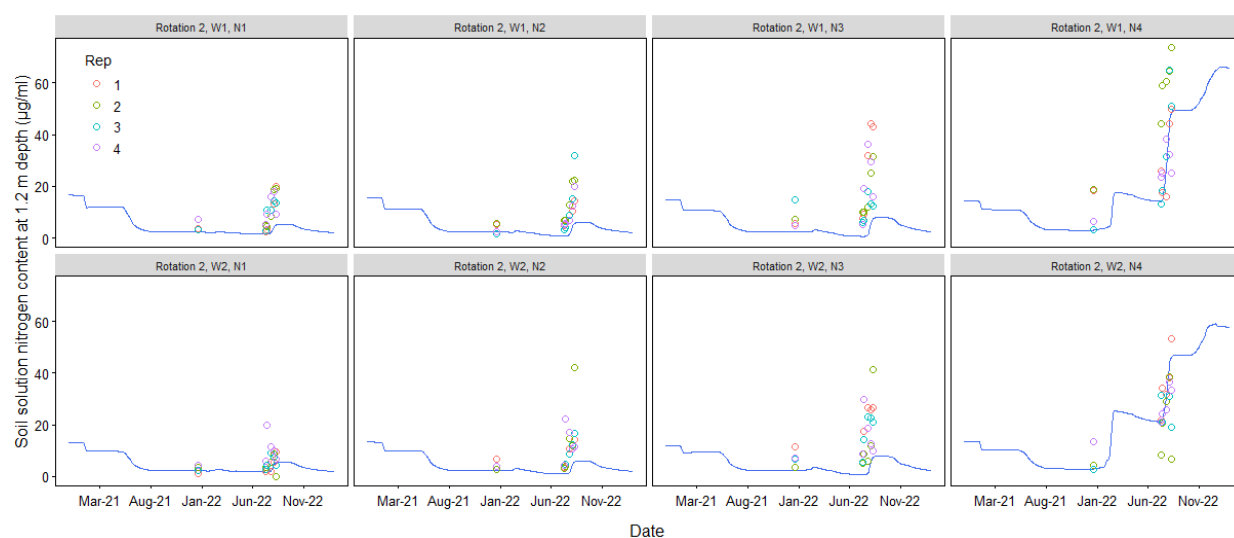 Rotation 2, W1, N1
Rotation 2, W1, N2
Rotation 2, W1, N3
Rotation 2, W1, N4
Soil solution nitrogen content at 1.2 m depth (µg/ml)
60
40
20
0
Rep
1
2
3
4
Rotation 2, W2, N1
Rotation 2, W2, N2
Rotation 2, W2, N3
Rotation 2, W2, N4
60
40
20
0
Mar-21 Aug-21 Jan-22 Jun-22 Nov-22
Mar-21 Aug-21 Jan-22 Jun-22 Nov-22
Mar-21 Aug-21 Jan-22 Jun-22 Nov-22
Mar-21 Aug-21 Jan-22 Jun-22 Nov-22
Date